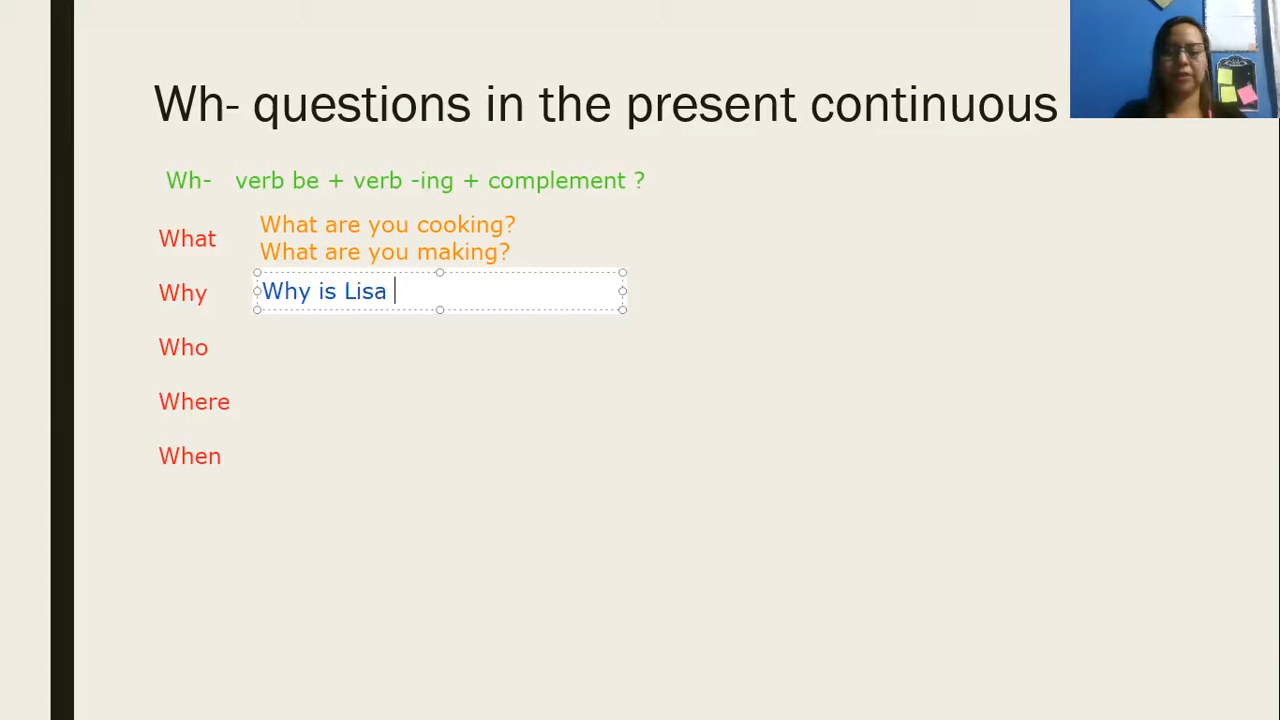 Wh- questions in the present continuous
Wh- verb be + verb -ing + complement ?
What
What are you cooking?
What are you making?
Why
Why is Lisa
Who
Where
When